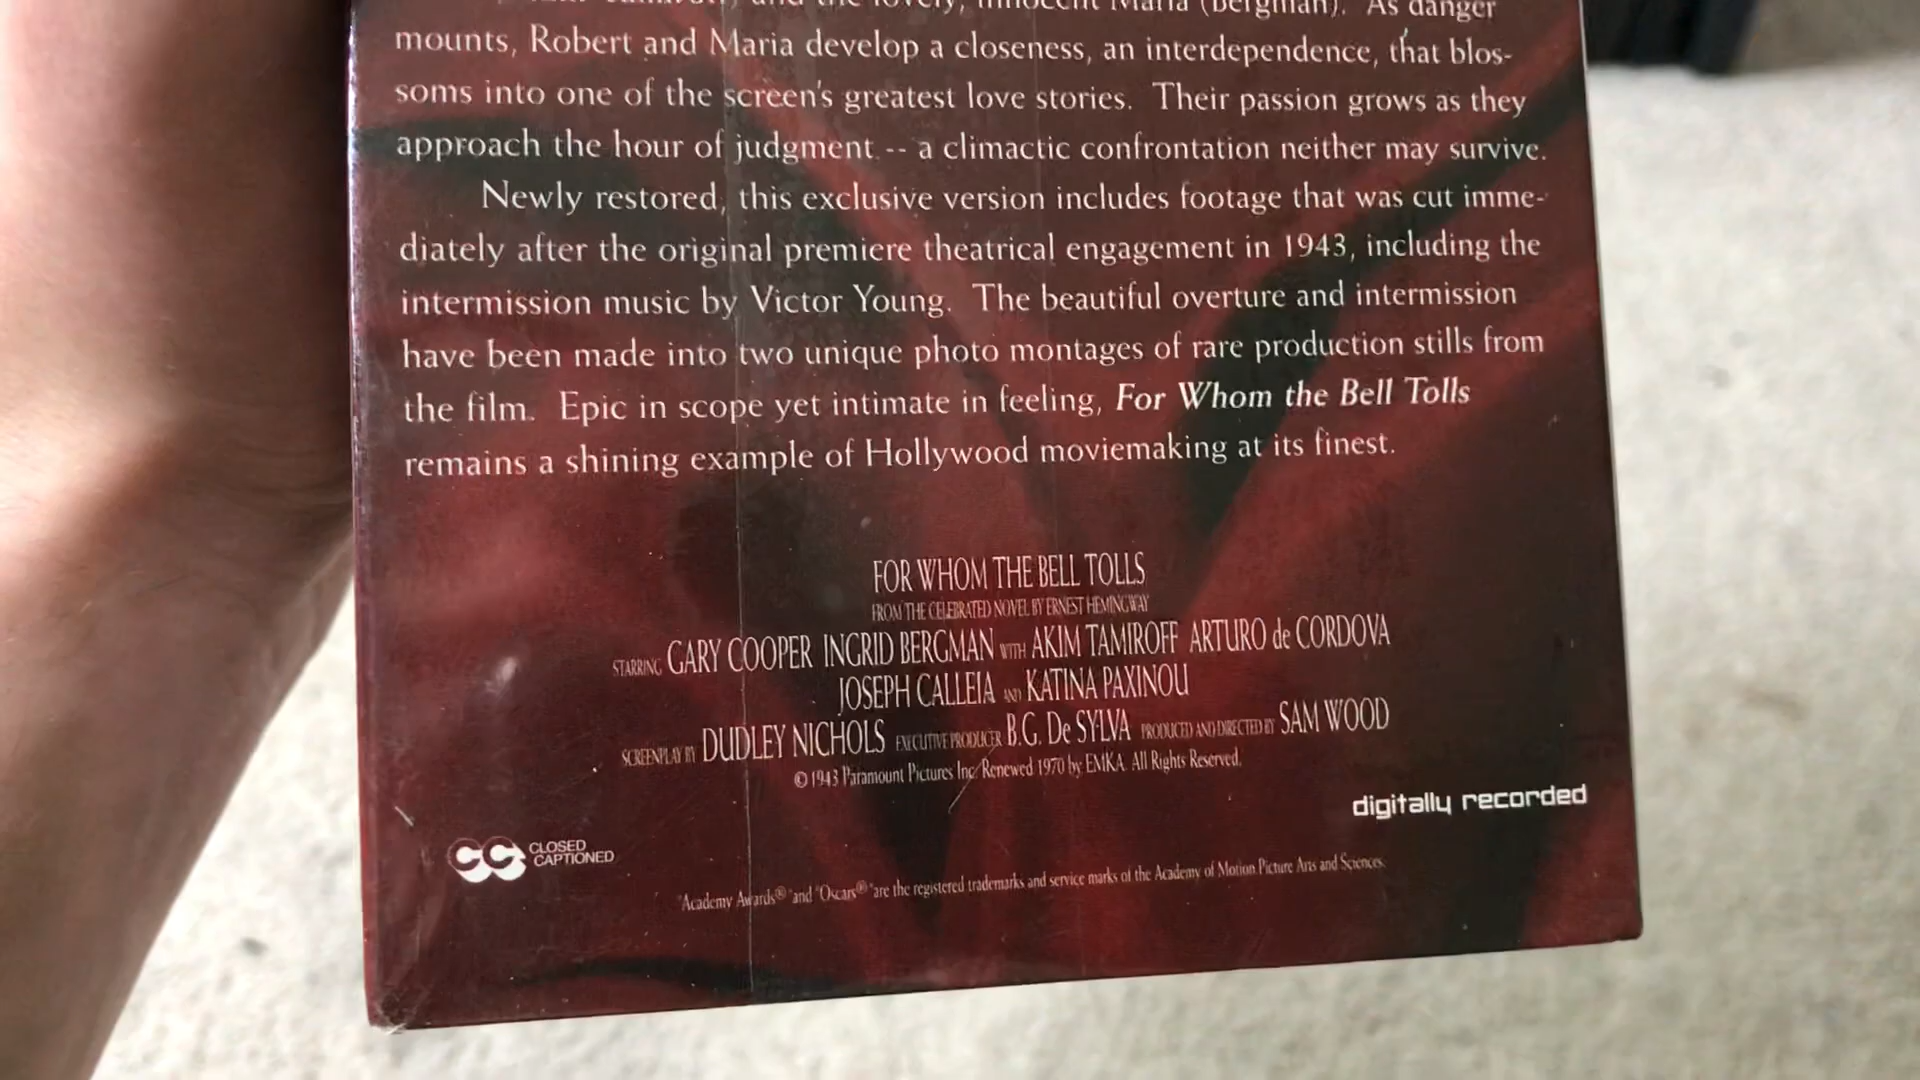 and the lovely, innocent Maria (Bergman). As danger
mounts, Robert and Maria develop a closeness, an interdependence, that blos-
soms into one of the screen's greatest love stories. Their passion grows as they
approach the hour of judgment -- a climactic confrontation neither may survive.
Newly restored, this exclusive version includes footage that was cut imme-
diately after the original premiere theatrical engagement in 1943, including the
intermission music by Victor Young. The beautiful overture and intermission
have been made into two unique photo montages of rare production stills from
the film. Epic in scope yet intimate in feeling, For Whom the Bell Tolls
remains a shining example of Hollywood moviemaking at its finest.
FOR WHOM THE BELL TOLLS
FROM THE CELEBRATED NOVEL BY ERNEST HEMINGWAY
STARRING GARY COOPER INGRID BERGMAN WITH AKIM TAMIROFF ARTURO de CORDOVA
JOSEPH CALLEIA AND KATINA PAXINOU
SCREENPLAY BY DUDLEY NICHOLS EXECUTIVE PRODUCER B.G. De SYLVA PRODUCED AND DIRECTED BY SAM WOOD
© 1943 Paramount Pictures Inc. Renewed 1970 by EMKA. All Rights Reserved.
digitally recorded
CC CLOSED
CAPTIONED
"Academy Awards®" and "Oscars®" are the registered trademarks and service marks of the Academy of Motion Picture Arts and Sciences.